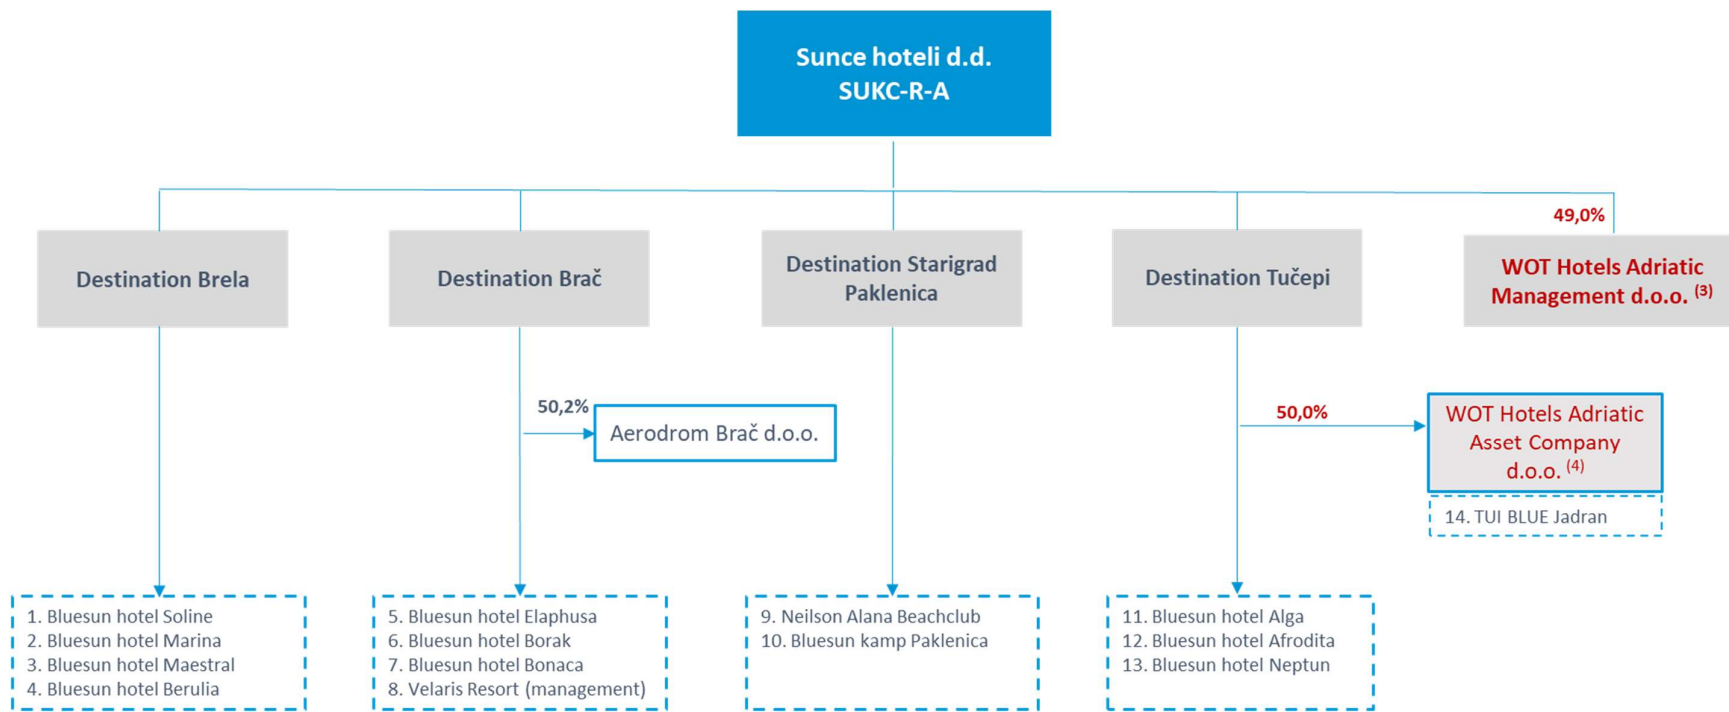 Sunce hoteli d.d.
SUKC-R-A
49,0%
Destination Brela
Destination Brač
Destination Starigrad
Paklenica
Destination Tučepi
WOT Hotels Adriatic
Management d.o.o. (3)
50,2%
Aerodrom Brač d.o.o.
50,0%
WOT Hotels Adriatic
Asset Company
d.o.o. (4)
14. TUI BLUE Jadran
1. Bluesun hotel Soline
2. Bluesun hotel Marina
3. Bluesun hotel Maestral
4. Bluesun hotel Berulia
5. Bluesun hotel Elaphusa
6. Bluesun hotel Borak
7. Bluesun hotel Bonaca
8. Velaris Resort (management)
9. Neilson Alana Beachclub
10. Bluesun kamp Paklenica
11. Bluesun hotel Alga
12. Bluesun hotel Afrodita
13. Bluesun hotel Neptun